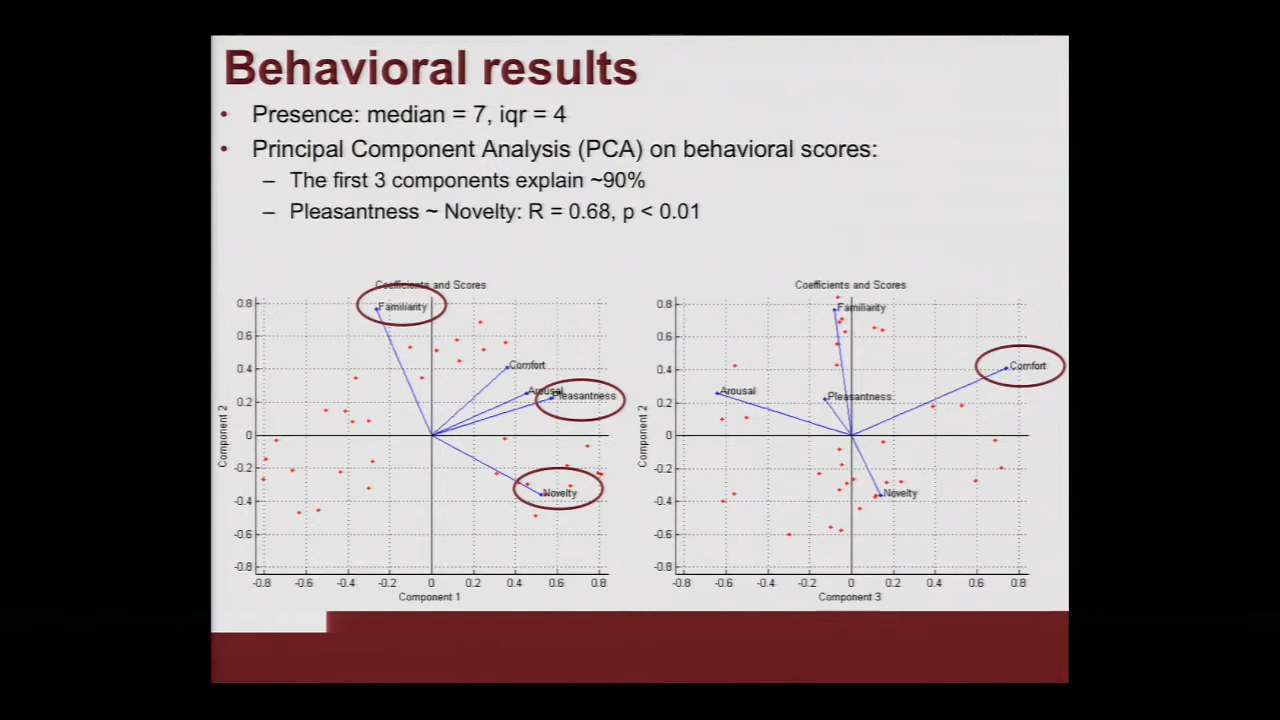 Behavioral results
• Presence: median = 7, iqr = 4
• Principal Component Analysis (PCA) on behavioral scores:
– The first 3 components explain ~90%
– Pleasantness ~ Novelty: R = 0.68, p < 0.01
Coefficients and Scores
0.8
0.6
0.4
0.2
0
-0.2
-0.4
-0.6
-0.8
Component 2
Familiarity
Comfort
Arousal
Pleasantness
Novelty
-0.8 -0.6 -0.4 -0.2 0 0.2 0.4 0.6 0.8
Component 1
Coefficients and Scores
0.8
0.6
0.4
0.2
0
-0.2
-0.4
-0.6
-0.8
Component 2
Familiarity
Comfort
Arousal
Pleasantness
Novelty
-0.8 -0.6 -0.4 -0.2 0 0.2 0.4 0.6 0.8
Component 3